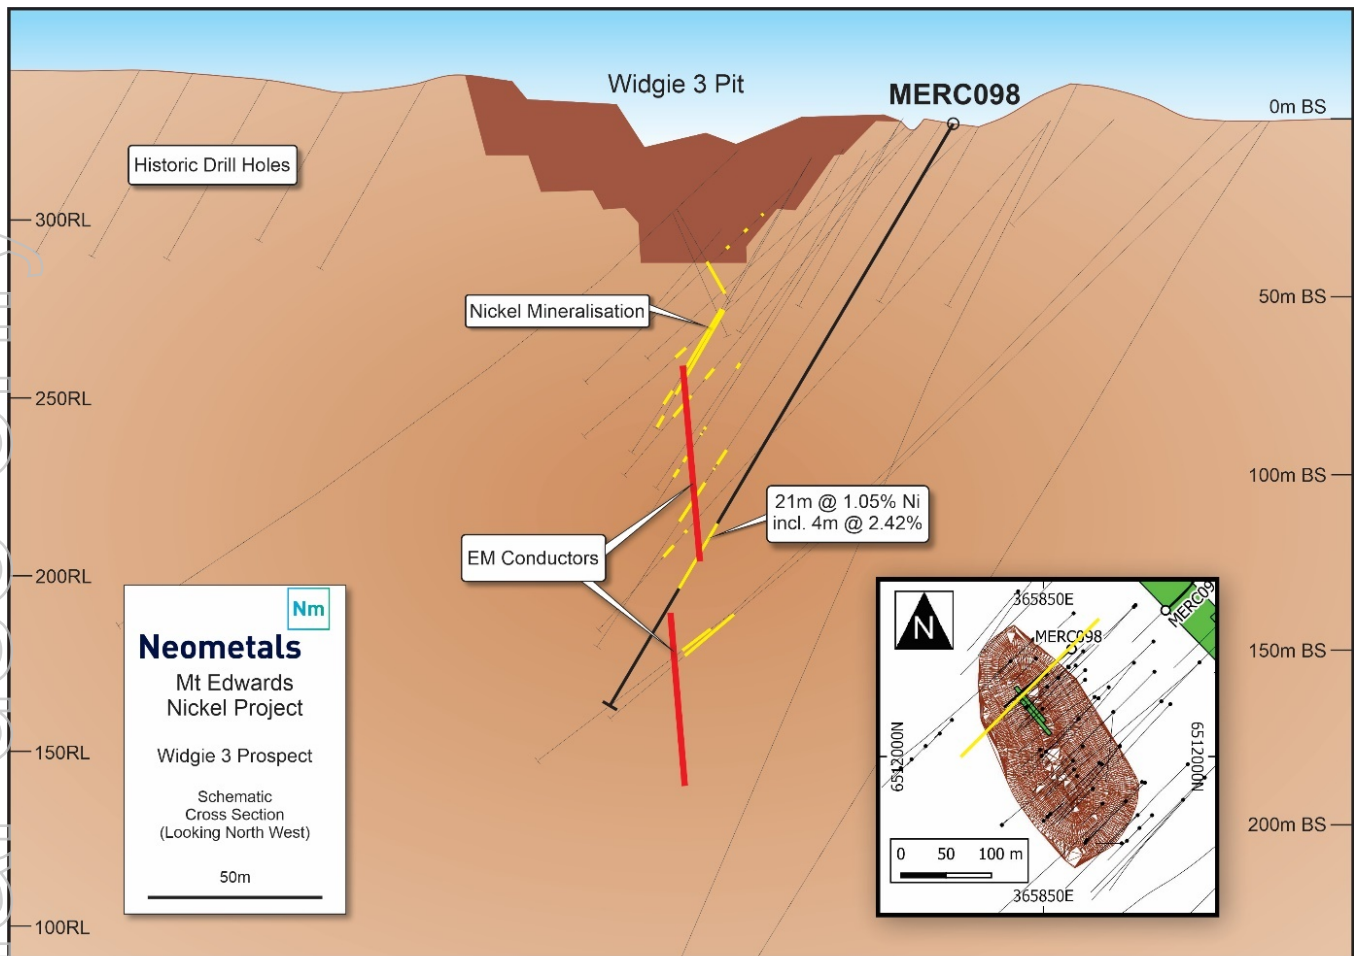 Widgie 3 Pit
MERC098
0m BS
Historic Drill Holes
300RL
50m BS
Nickel Mineralisation
250RL
100m BS
21m @ 1.05% Ni
incl. 4m @ 2.42%
EM Conductors
200RL
150m BS
150RL
200m BS
100RL
Nm
Neometals
Mt Edwards
Nickel Project
Widgie 3 Prospect
Schematic
Cross Section
(Looking North West)
50m
N
365850E
MERC098
6512000N
6512000N
0 50 100 m
365850E